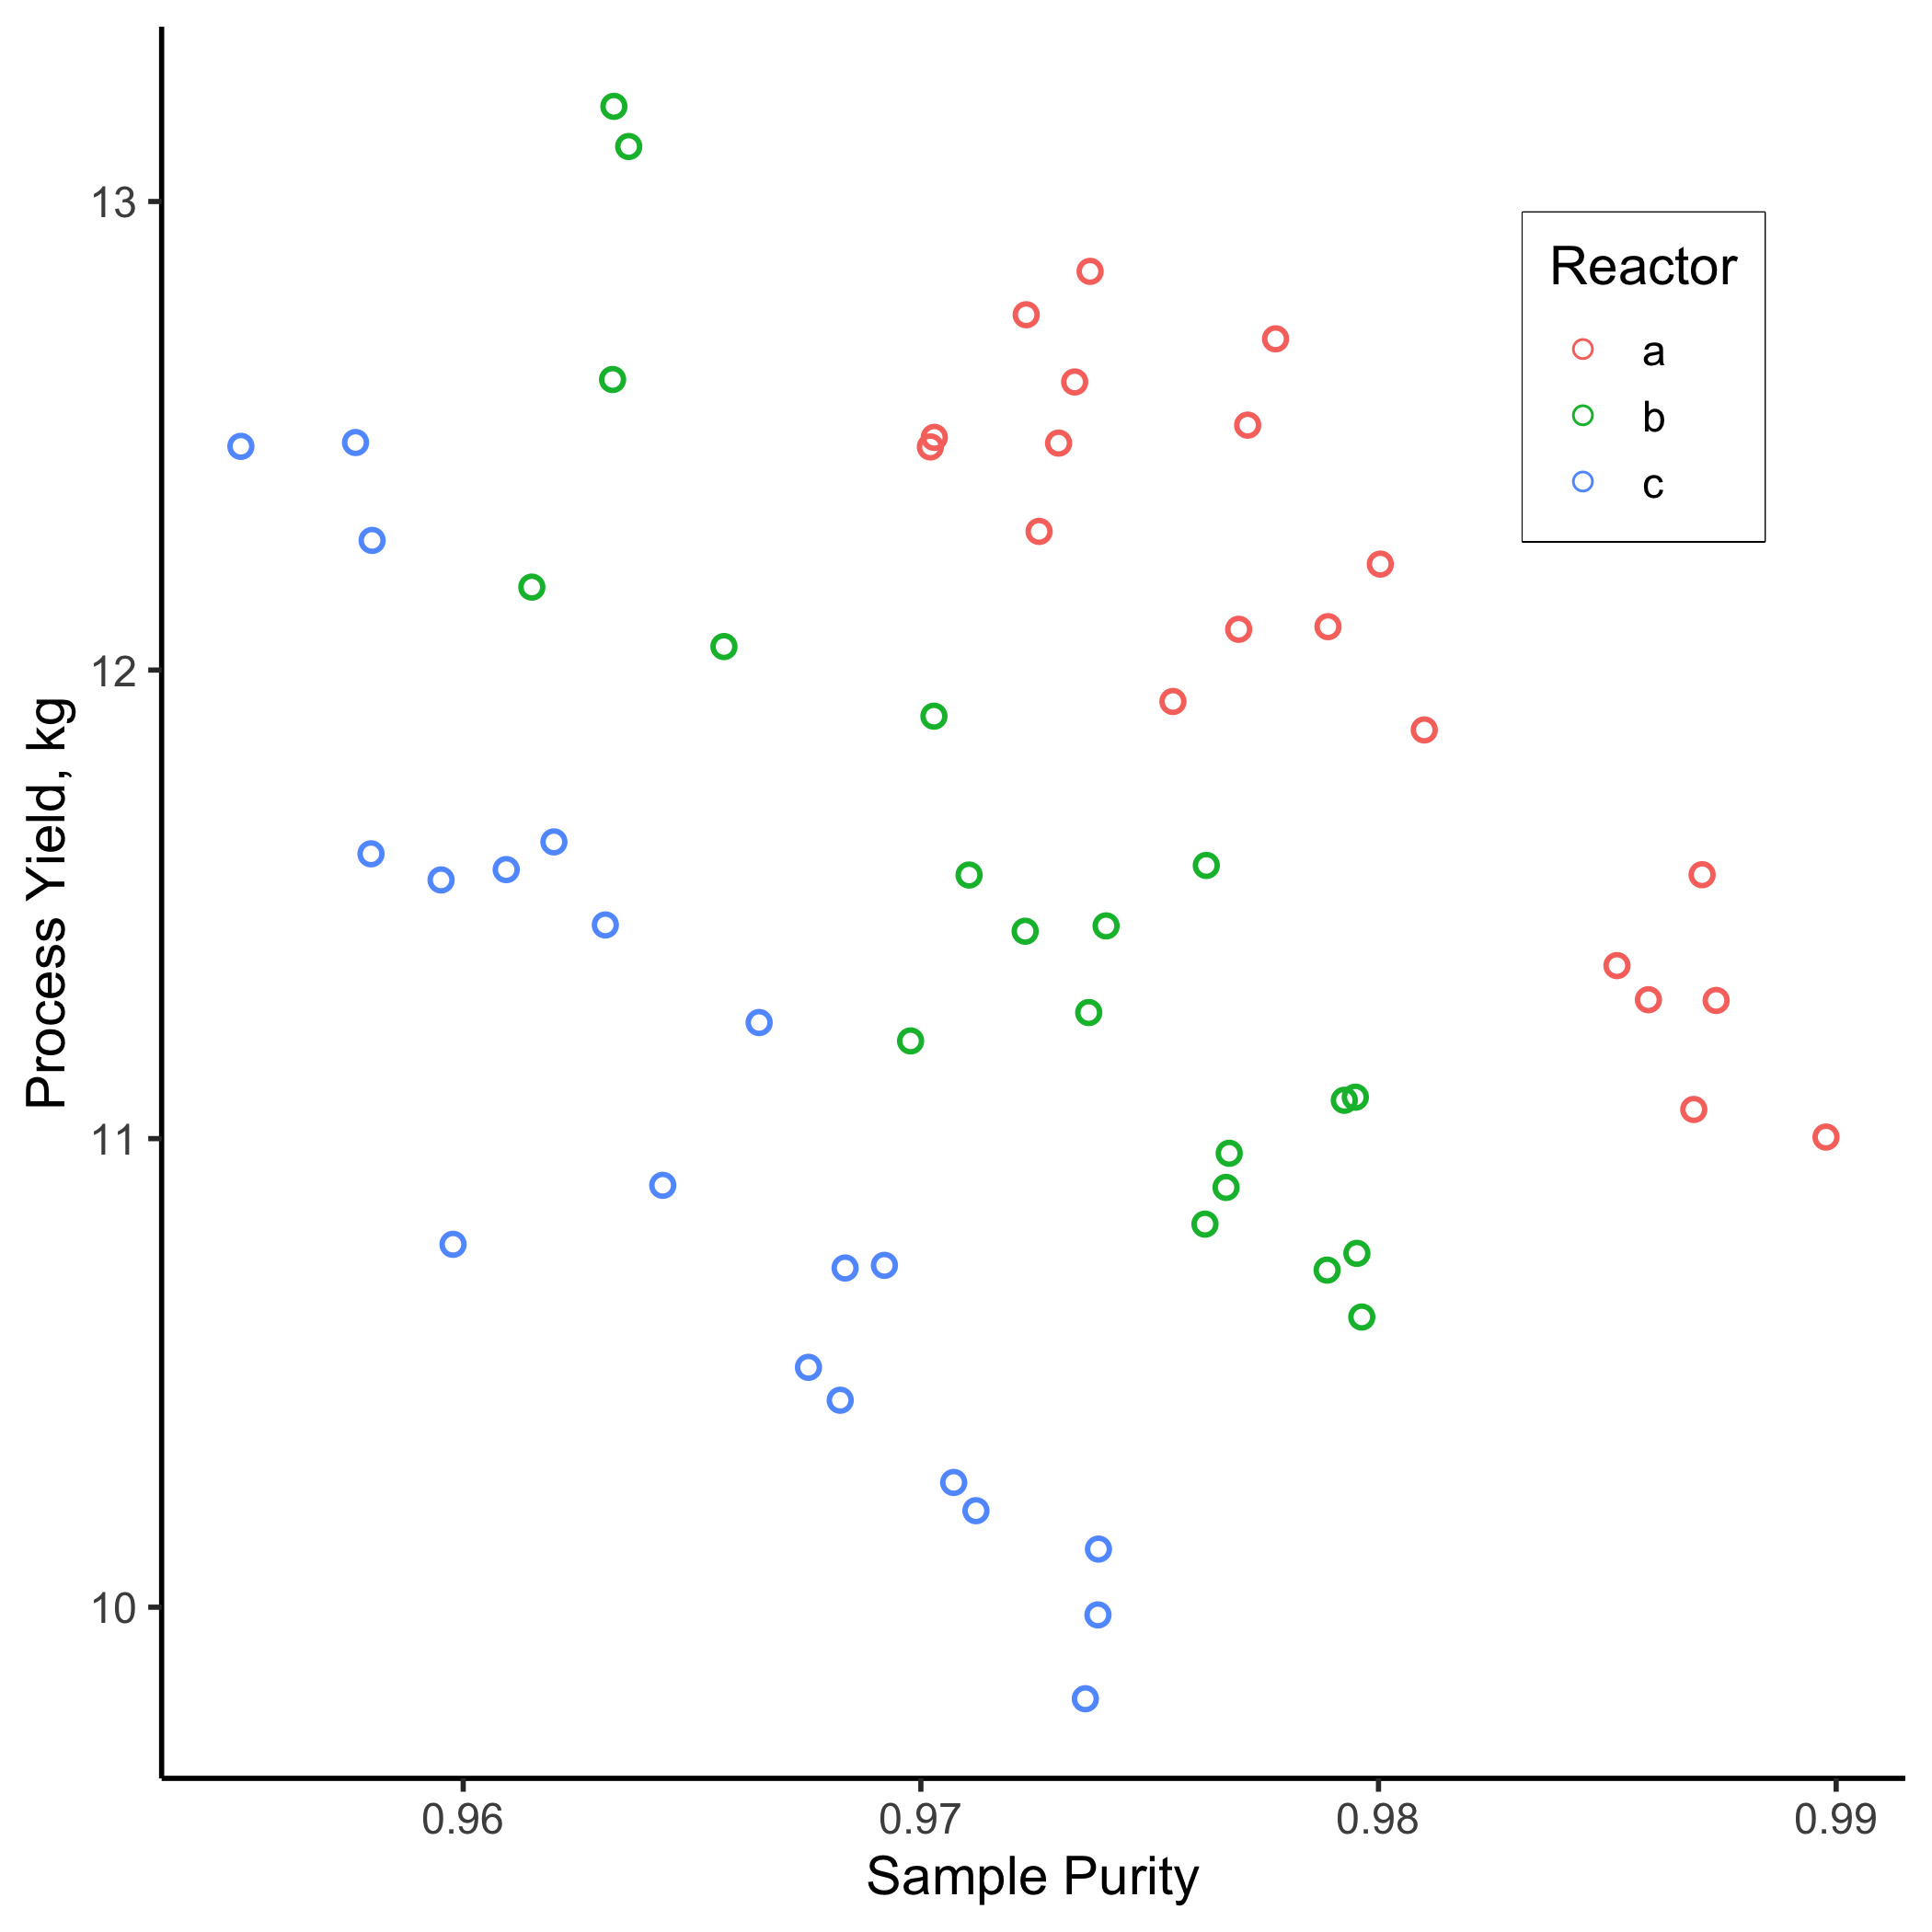 13
12
11
10
Process Yield, kg
Reactor
a
b
c
0.96
0.97
0.98
0.99
Sample Purity